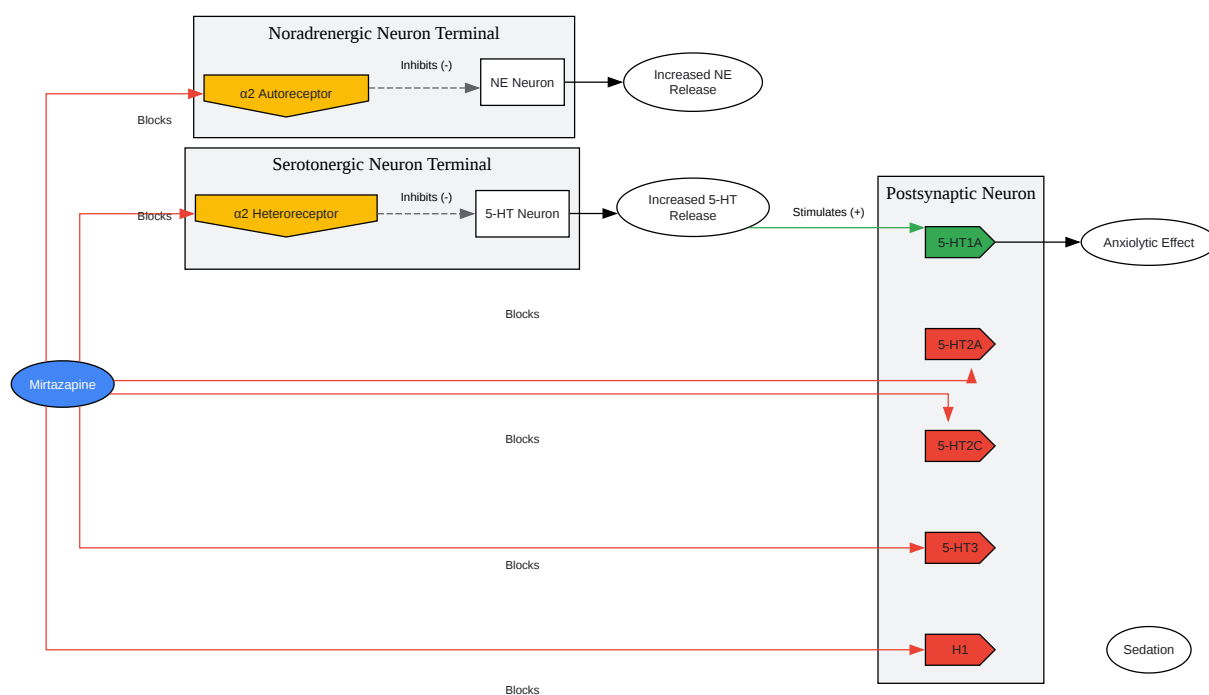 Noradrenergic Neuron Terminal
Inhibits (-)
α2 Autoreceptor
NE Neuron
Increased NE
Release
Blocks
Serotonergic Neuron Terminal
Inhibits (-)
α2 Heteroreceptor
5-HT Neuron
Increased 5-HT
Release
Blocks
Stimulates (+)
Postsynaptic Neuron
5-HT1A
Anxiolytic Effect
Blocks
5-HT2A
Mirtazapine
Blocks
5-HT2C
5-HT3
Blocks
H1
Sedation
Blocks